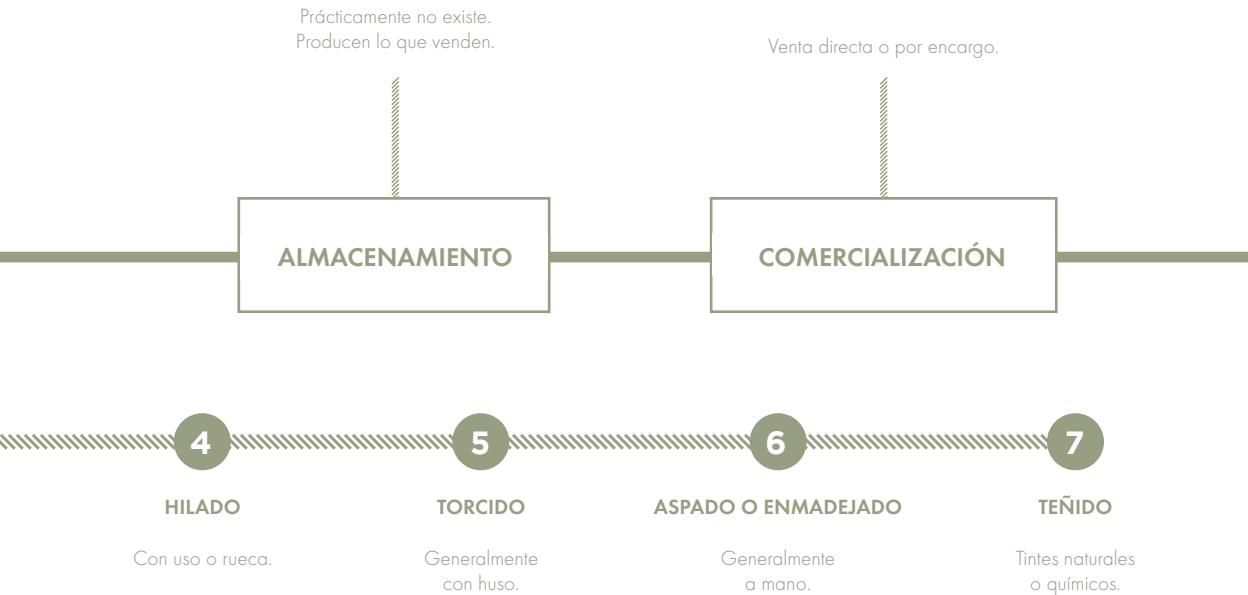 Prácticamente no existe.
Producen lo que venden.
Venta directa o por encargo.
ALMACENAMIENTO
COMERCIALIZACIÓN
4
5
6
7
HILADO
TORCIDO
ASPADO O ENMADEJADO
TEÑIDO
Con uso o rueca.
Generalmente
con huso.
Generalmente
a mano.
Tintes naturales
o químicos.